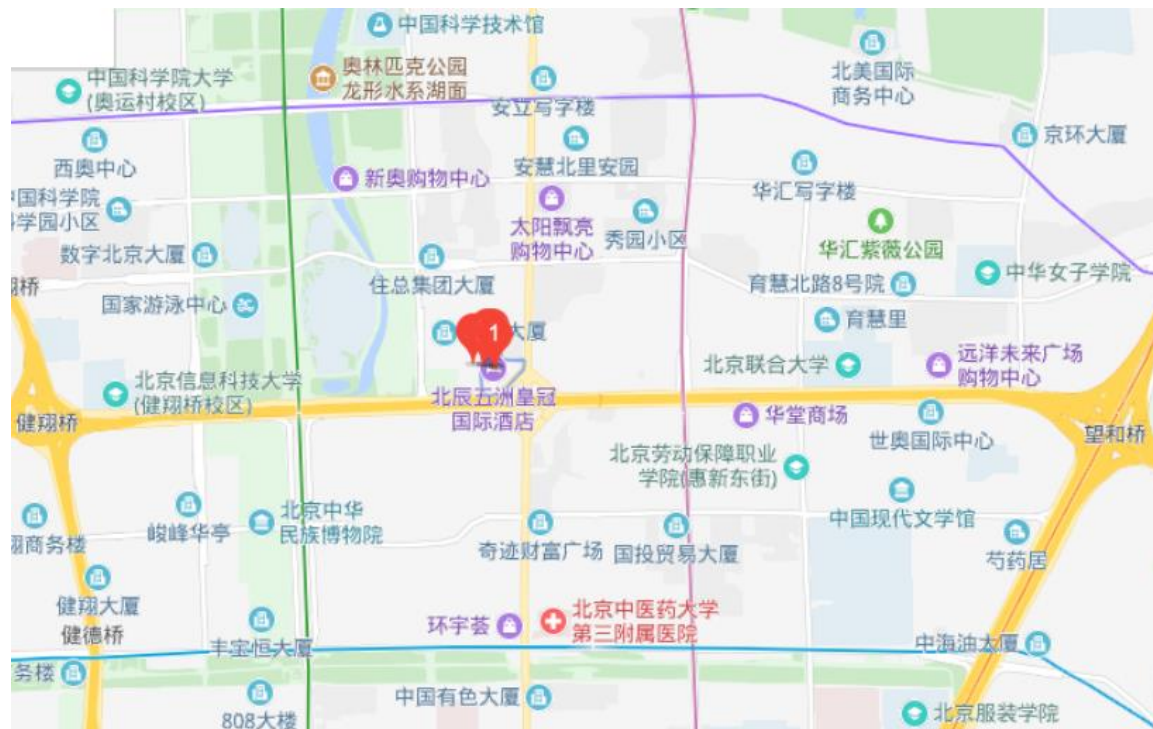 中国科学技术馆
中国科学院大学
(奥运村校区)
奥林匹克公园
龙形水系湖面
北美国际
商务中心
安立写字楼
京环大厦
西奥中心
安慧北里安园
新奥购物中心
华汇写字楼
中国科学院
科学园小区
太阳飘亮
购物中心
秀园小区
华汇紫薇公园
数字北京大厦
中华女子学院
住总集团大厦
育慧北路8号院
翔桥
国家游泳中心
育慧里
1
大厦
北京联合大学
远洋未来广场
购物中心
北京信息科技大学
(健翔桥校区)
北辰五洲皇冠
国际酒店
华堂商场
健翔桥
世奥国际中心
望和桥
北京劳动保障职业
学院(惠新东街)
北京中华
民族博物院
中国现代文学馆
峻峰华亭
翔商务楼
奇迹财富广场
国投贸易大厦
芍药居
健翔大厦
健德桥
环宇荟
北京中医药大学
第三附属医院
丰宝恒大厦
中海油大厦
务楼
中国有色大厦
808大楼
北京服装学院